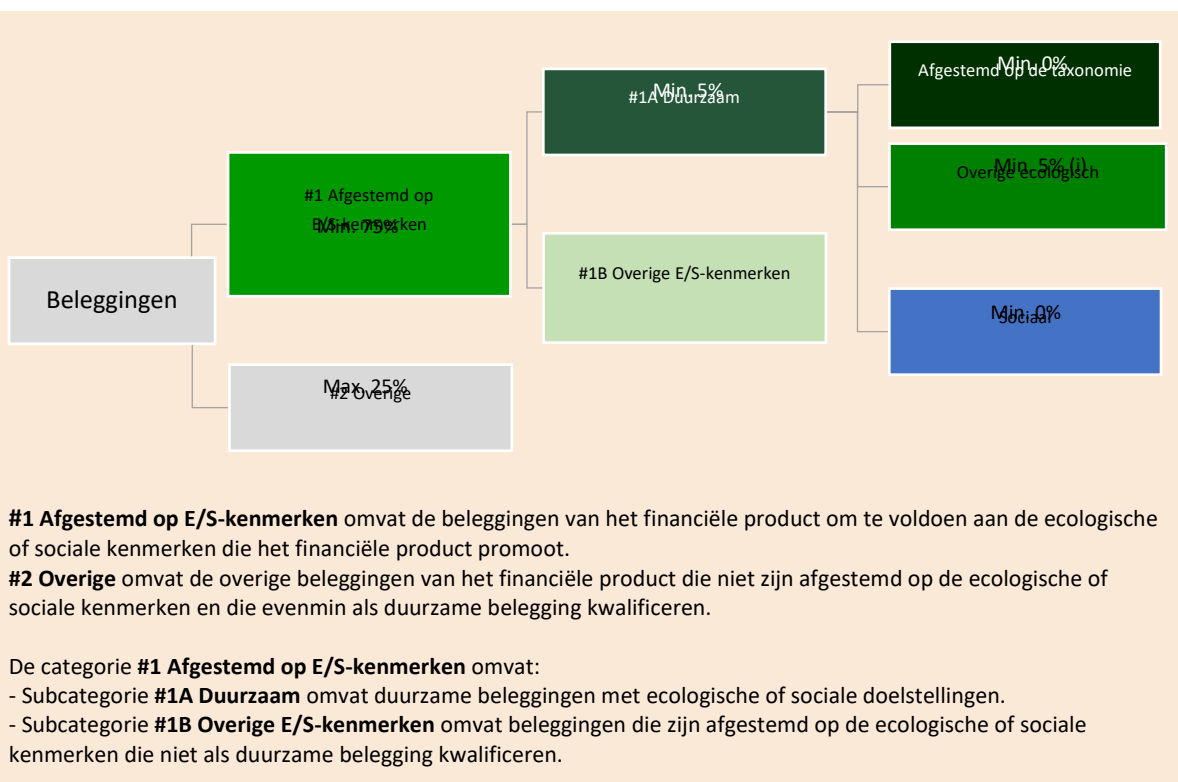 Beleggingen
#1 Afgestemd op
E/S-kenmerken
Min. 75%
Max. 25%
#2 Overige
Min. 5%
#1A Duurzaam
#1B Overige E/S-kenmerken
Min. 0%
Afgestemd op de taxonomie
Min. 5% (i)
Overige ecologisch
Min. 0%
Sociaal
#1 Afgestemd op E/S-kenmerken omvat de beleggingen van het financiële product om te voldoen aan de ecologische
of sociale kenmerken die het financiële product promoot.
#2 Overige omvat de overige beleggingen van het financiële product die niet zijn afgestemd op de ecologische of
sociale kenmerken en die evenmin als duurzame belegging kwalificeren.
De categorie #1 Afgestemd op E/S-kenmerken omvat:
- Subcategorie #1A Duurzaam omvat duurzame beleggingen met ecologische of sociale doelstellingen.
- Subcategorie #1B Overige E/S-kenmerken omvat beleggingen die zijn afgestemd op de ecologische of sociale
kenmerken die niet als duurzame belegging kwalificeren.